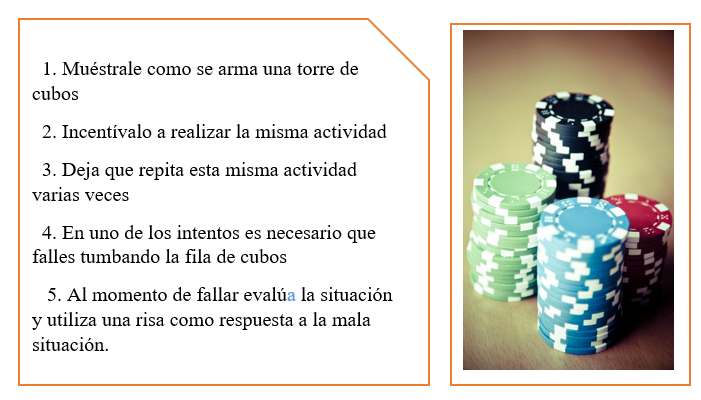 1. Muéstrale como se arma una torre de
cubos
2. Incentívalo a realizar la misma actividad
3. Deja que repita esta misma actividad
varias veces
4. En uno de los intentos es necesario que
falles tumbando la fila de cubos
5. Al momento de fallar evalúa la situación
y utiliza una risa como respuesta a la mala
situación.